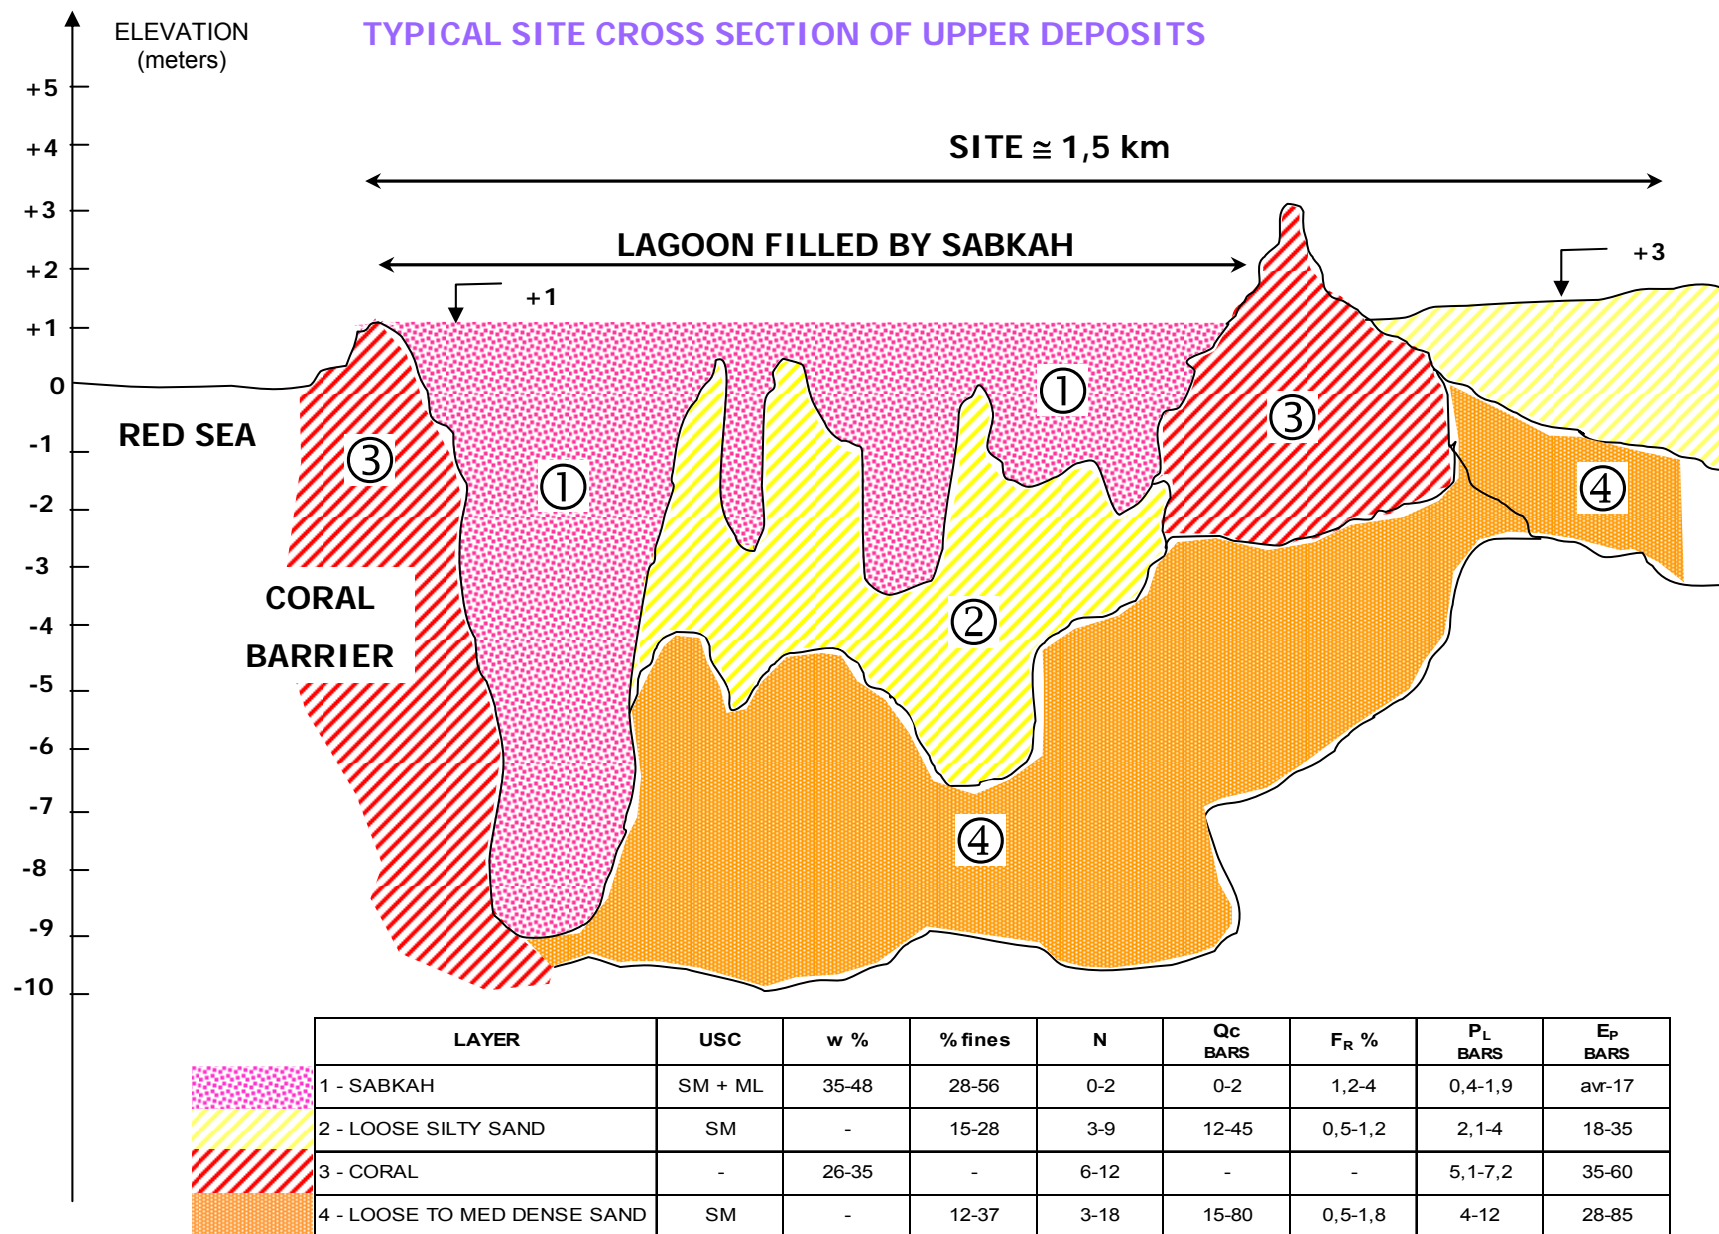 ELEVATION
(meters)
TYPICAL SITE CROSS SECTION OF UPPER DEPOSITS
+5
+4
SITE ≅ 1,5 km
+3
LAGOON FILLED BY SABKAH
+3
+2
+1
+1
0
①
③
RED SEA
-1
③
①
④
-2
-3
CORAL
②
-4
BARRIER
-5
-6
-7
④
-8
-9
-10
LAYER USC w % % fines N Qc BARS FR % PL BARS EP BARS
1 - SABKAH SM + ML 35-48 28-56 0-2 0-2 1,2-4 0,4-1,9 avr-17
2 - LOOSE SILTY SAND SM - 15-28 3-9 12-45 0,5-1,2 2,1-4 18-35
3 - CORAL - 26-35 - 6-12 - - 5,1-7,2 35-60
4 - LOOSE TO MED DENSE SAND SM - 12-37 3-18 15-80 0,5-1,8 4-12 28-85